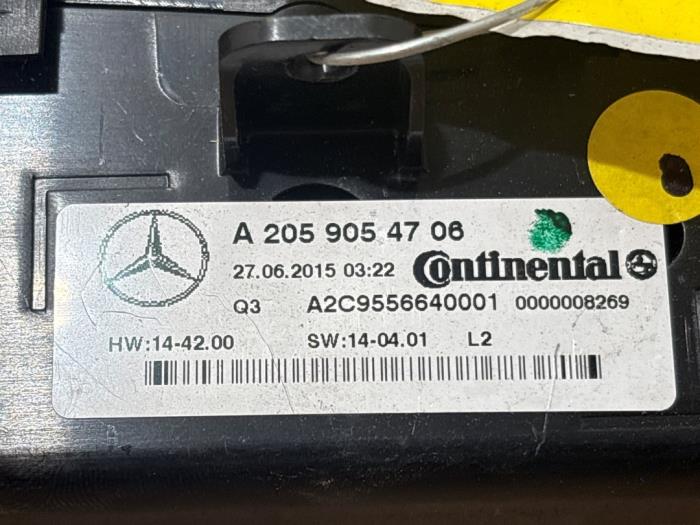 A 205 905 47 06
27.06.2015 03:22 Continental
Q3 A2C9556640001 0000008269
HW:14-42.00 SW:14-04.01 L2